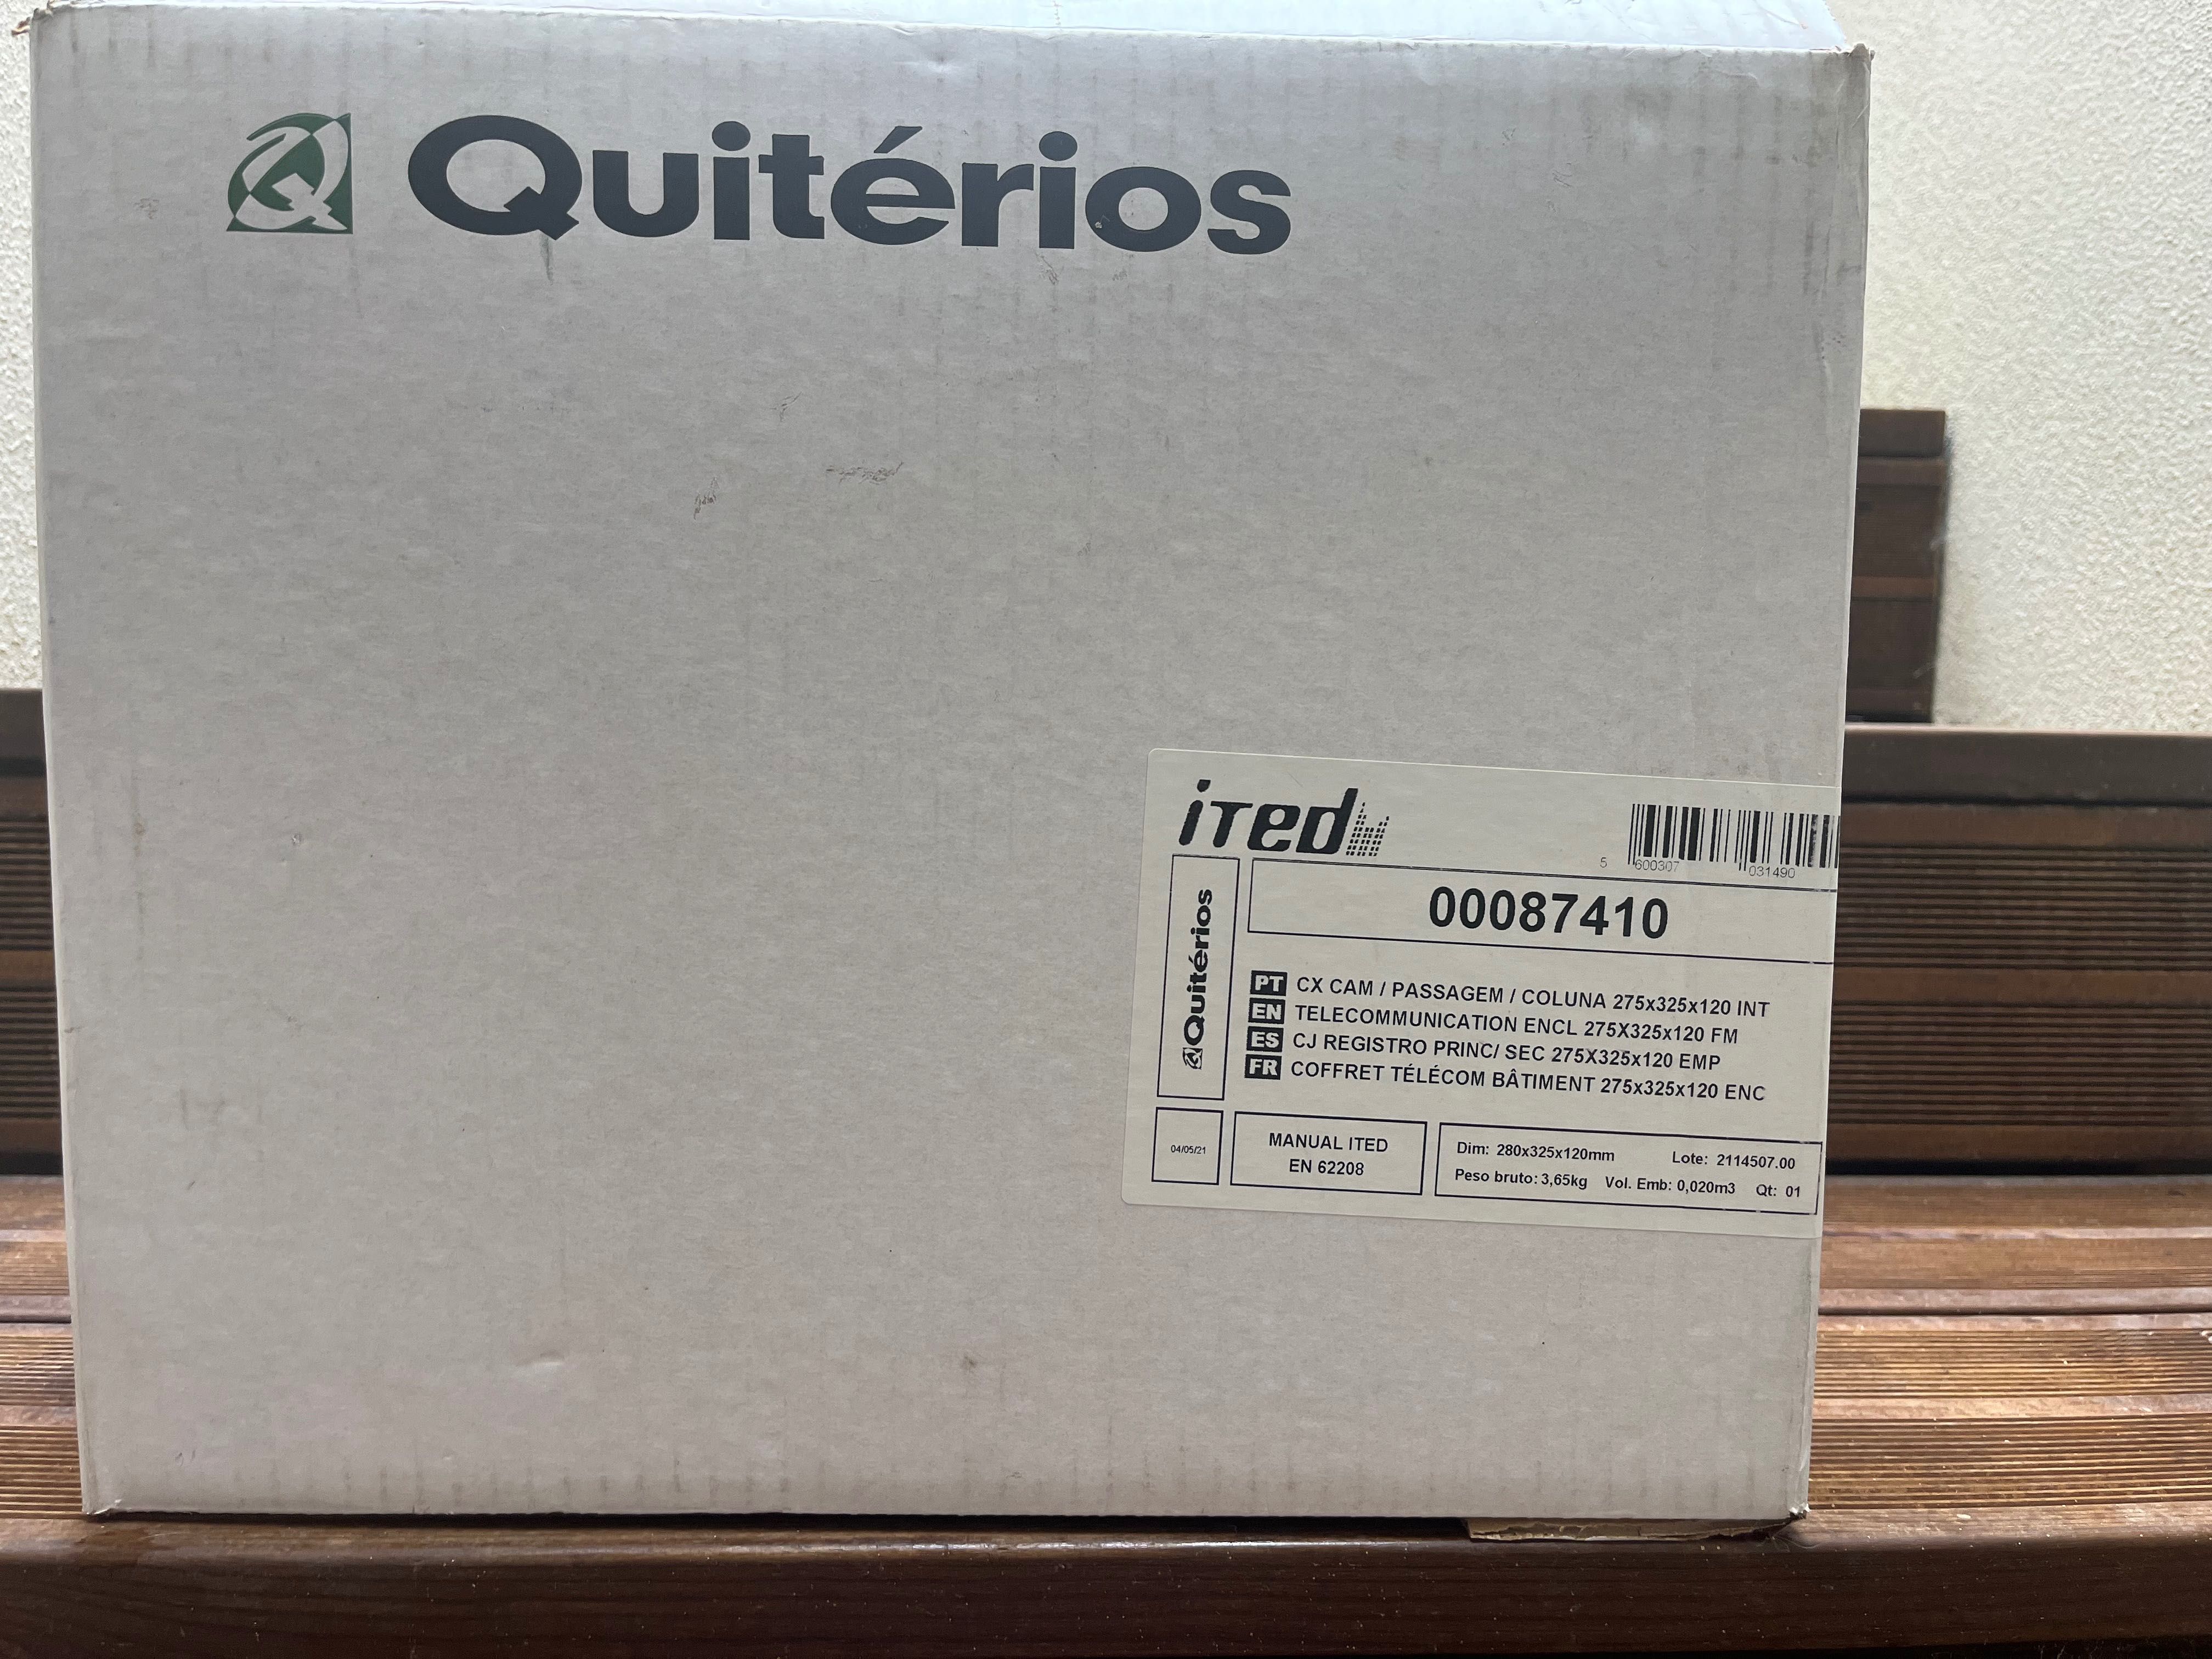 Quitérios
iTed
5 600307 031490
00087410
Quitérios
PT CX CAM / PASSAGEM / COLUNA 275x325x120 INT
EN TELECOMMUNICATION ENCL 275X325x120 FM
ES CJ REGISTRO PRINC/ SEC 275X325x120 EMP
FR COFFRET TÉLÉCOM BÂTIMENT 275x325x120 ENC
04/05/21
MANUAL ITED
EN 62208
Dim: 280x325x120mm Lote: 2114507.00
Peso bruto: 3,65kg Vol. Emb: 0,020m3 Qt: 01